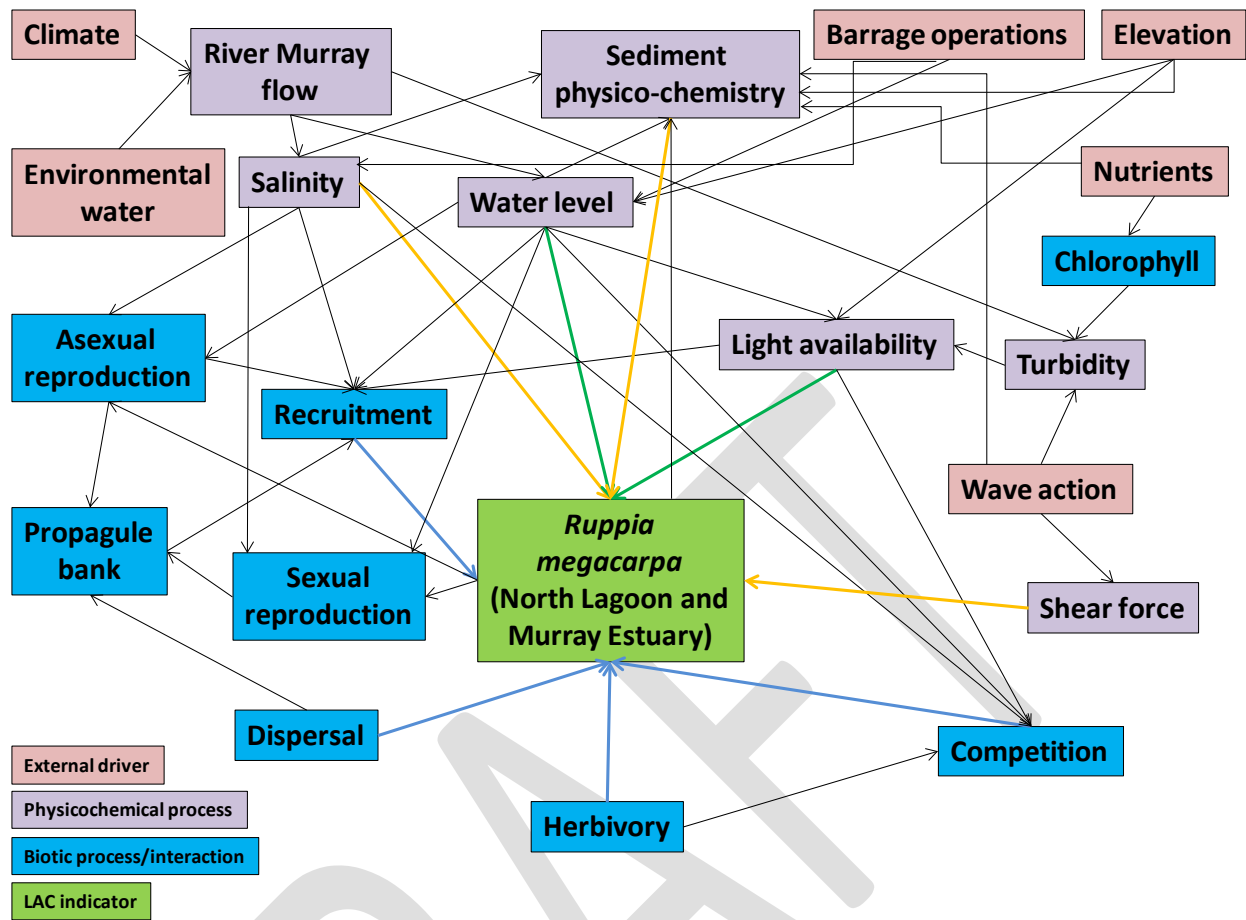 Climate
River Murray
flow
Sediment
physico-chemistry
Barrage operations
Elevation
Environmental
water
Salinity
Water level
Nutrients
Chlorophyll
Asexual
reproduction
Recruitment
Light availability
Turbidity
Propagule
bank
Sexual
reproduction
Ruppia
megacarpa
(North Lagoon and
Murray Estuary)
Wave action
Shear force
Dispersal
Competition
Herbivory
External driver
Physicochemical process
Biotic process/interaction
LAC indicator
DRAFT